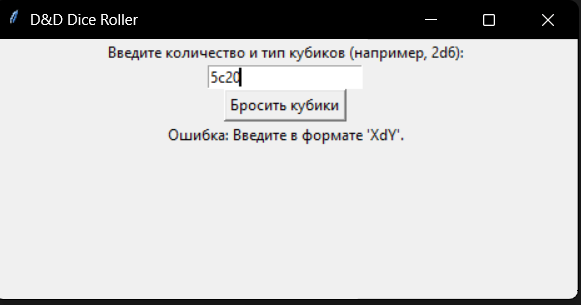 D&D Dice Roller
Введите количество и тип кубиков (например, 2d6):
5c20
Бросить кубики
Ошибка: Введите в формате 'XdY'.